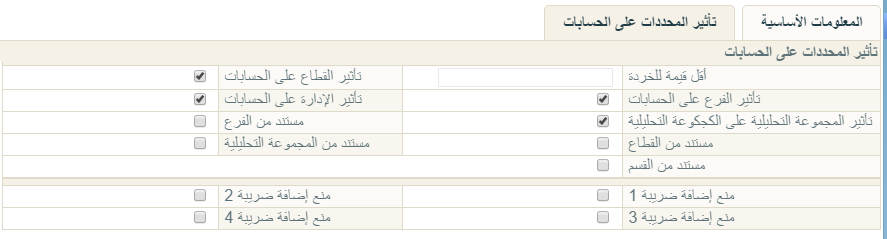 المعلومات الأساسية
تأثير المحددات على الحسابات
تأثير المحددات على الحسابات
أقل قيمة للخردة
تأثير القطاع على الحسابات
تأثير الفرع على الحسابات
تأثير الإدارة على الحسابات
تأثير المجموعة التحليلية على الكجكوعة التحليلية
مستند من الفرع
مستند من القطاع
مستند من المجموعة التحليلية
مستند من القسم
منع إضافة ضريبة 1
منع إضافة ضريبة 2
منع إضافة ضريبة 3
منع إضافة ضريبة 4